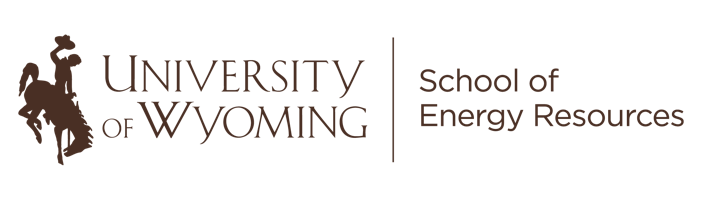 UNIVERSITY
OF WYOMING
School of
Energy Resources